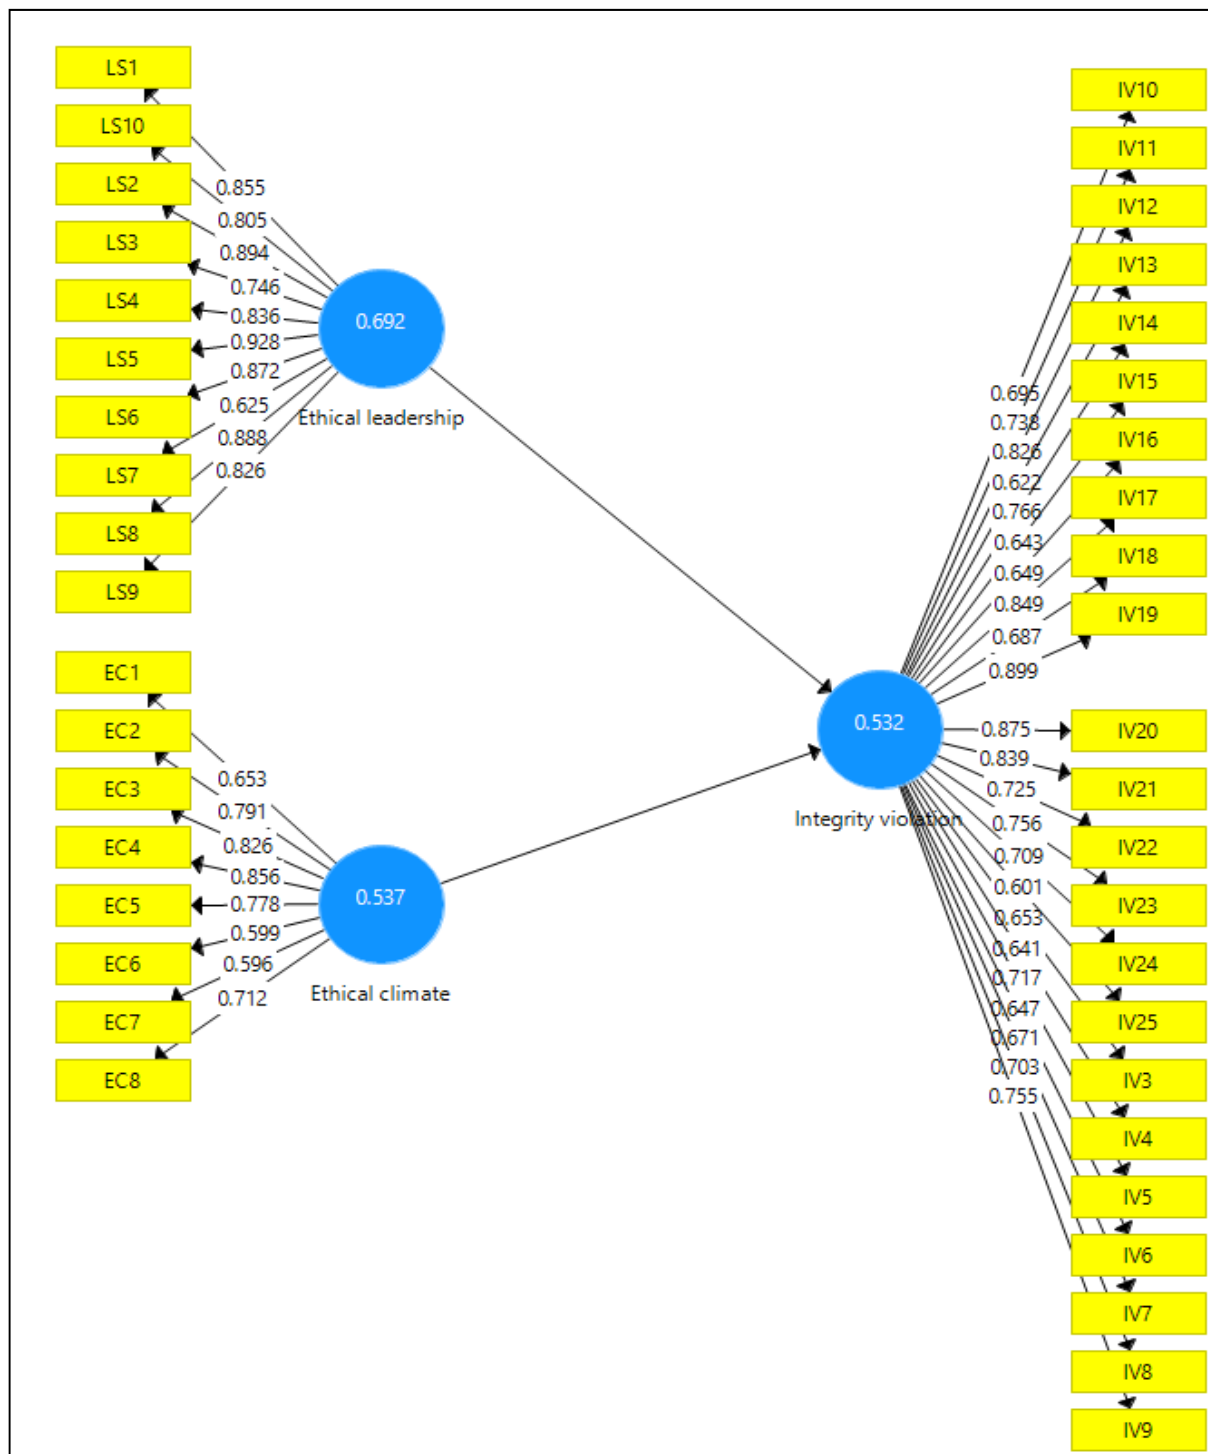 LS1
LS10
LS2
LS3
LS4
LS5
LS6
LS7
LS8
LS9
0.855
0.805
0.894
0.746
0.836
0.928
0.872
0.625
0.888
0.826
0.692
Ethical leadership
EC1
EC2
EC3
EC4
EC5
EC6
EC7
EC8
0.653
0.791
0.826
0.856
0.778
0.599
0.596
0.712
0.537
Ethical climate
0.532
Integrity violation
0.695
0.738
0.826
0.622
0.766
0.643
0.649
0.849
0.687
0.899
0.875
0.839
0.725
0.756
0.709
0.601
0.653
0.641
0.717
0.647
0.671
0.703
0.755
IV10
IV11
IV12
IV13
IV14
IV15
IV16
IV17
IV18
IV19
IV20
IV21
IV22
IV23
IV24
IV25
IV3
IV4
IV5
IV6
IV7
IV8
IV9